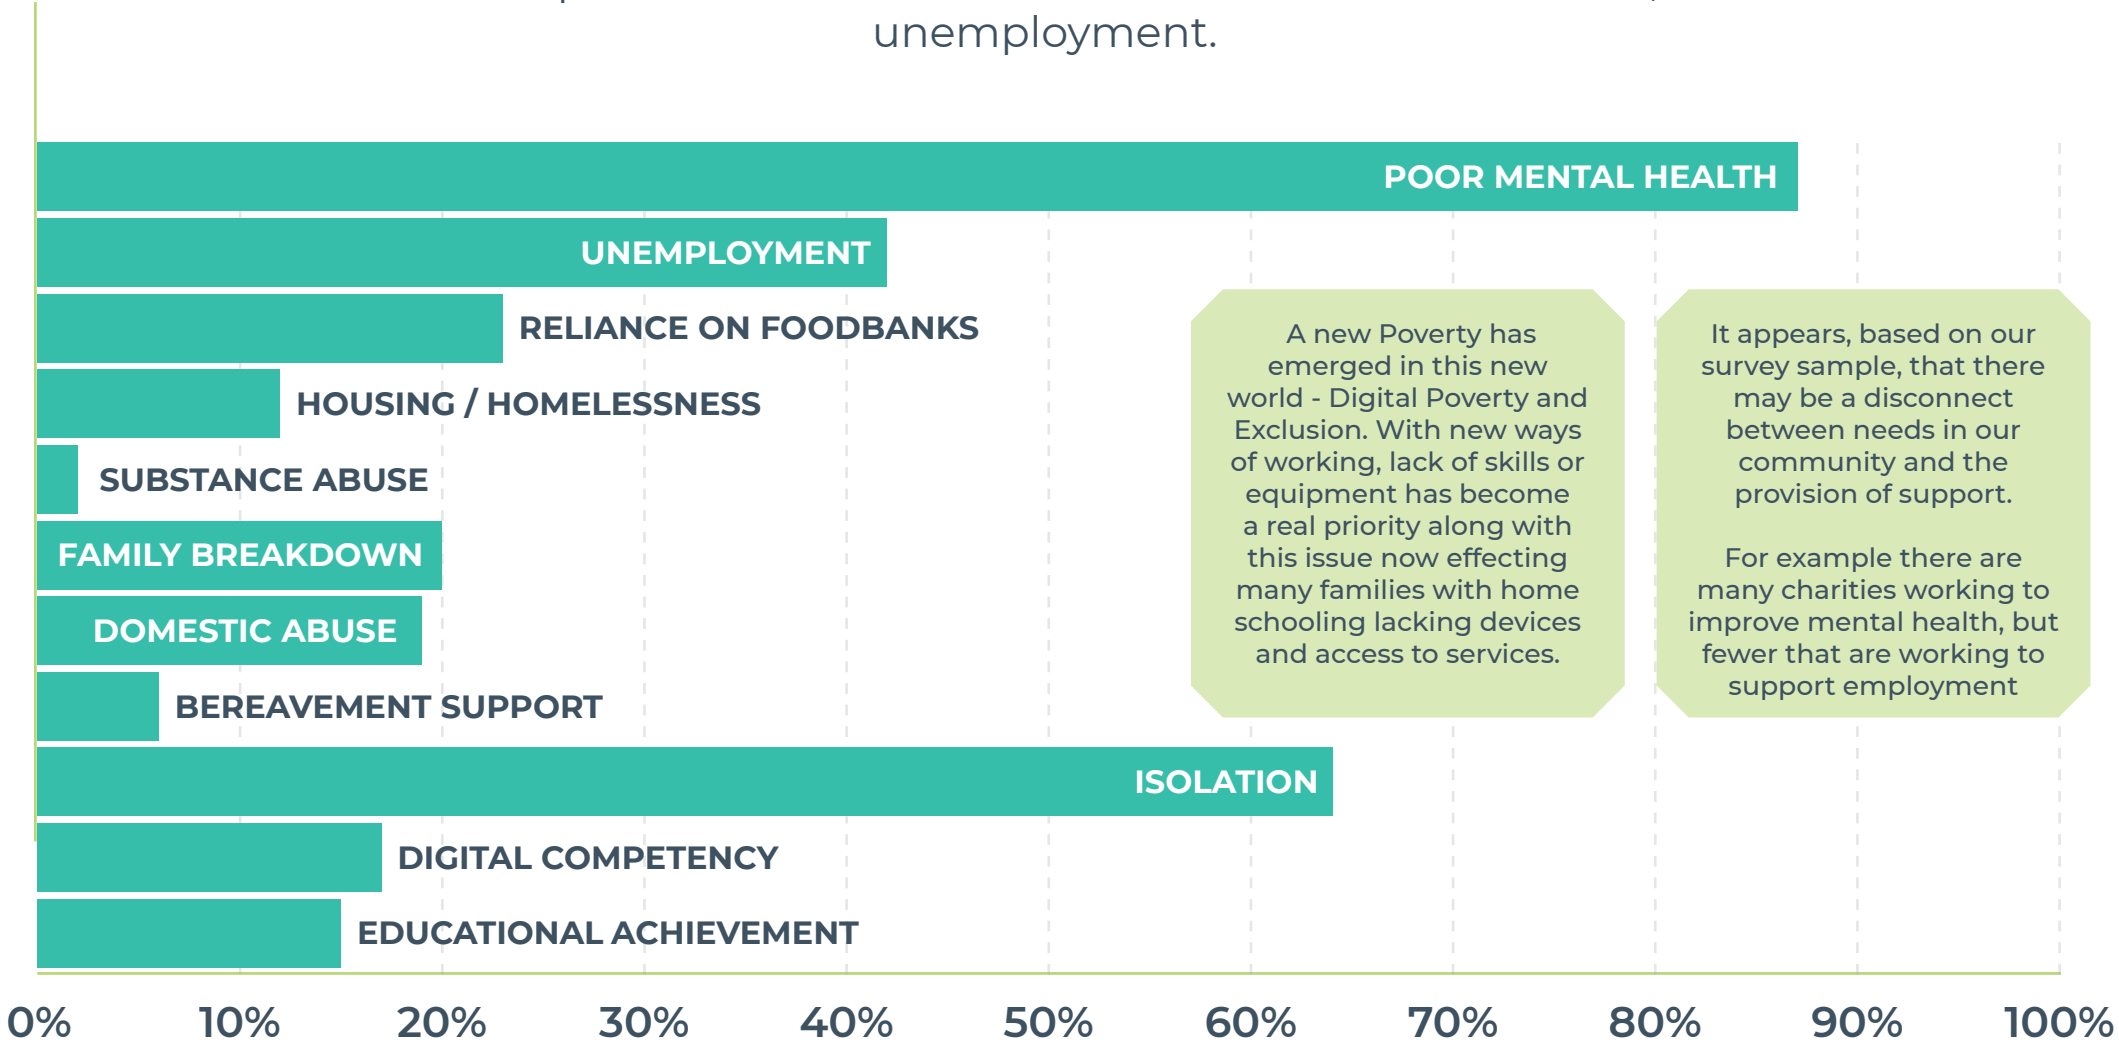 unemployment.
POOR MENTAL HEALTH
UNEMPLOYMENT
RELIANCE ON FOODBANKS
HOUSING / HOMELESSNESS
SUBSTANCE ABUSE
FAMILY BREAKDOWN
DOMESTIC ABUSE
BEREAVEMENT SUPPORT
ISOLATION
DIGITAL COMPETENCY
EDUCATIONAL ACHIEVEMENT
A new Poverty has
emerged in this new
world - Digital Poverty and
Exclusion. With new ways
of working, lack of skills or
equipment has become
a real priority along with
this issue now effecting
many families with home
schooling lacking devices
and access to services.
It appears, based on our
survey sample, that there
may be a disconnect
between needs in our
community and the
provision of support.
For example there are
many charities working to
improve mental health, but
fewer that are working to
support employment
0% 10% 20% 30% 40% 50% 60% 70% 80% 90% 100%